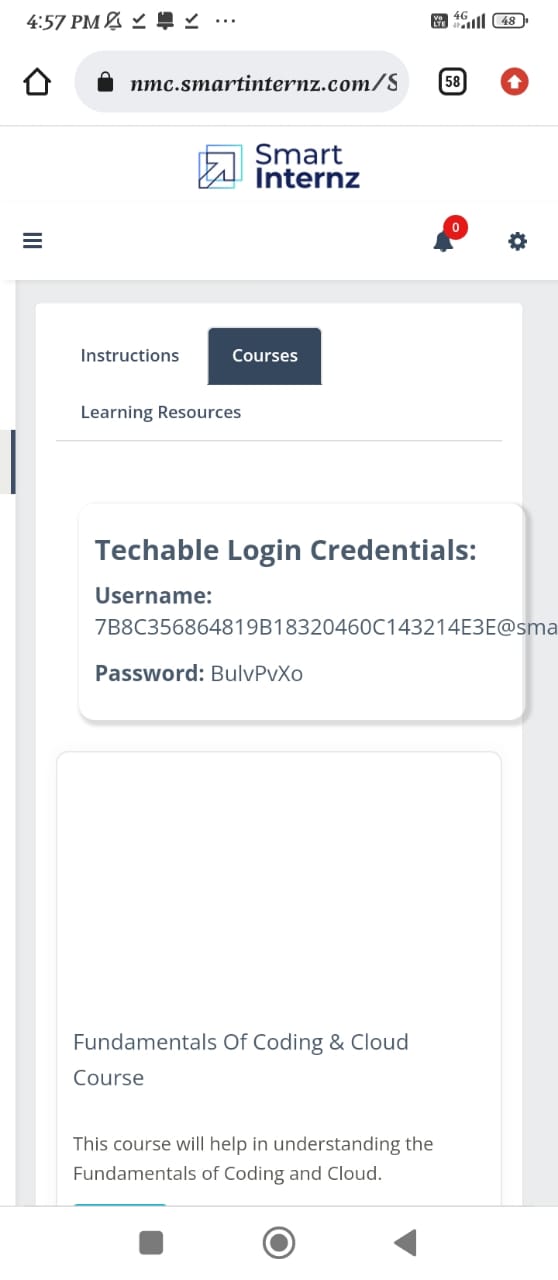 4:57 PM
Vo LTE 4G 48
nmc.smartinternz.com/S
58
Smart
Internz
0
Instructions Courses
Learning Resources
Techable Login Credentials:
Username:
7B8C356864819B18320460C143214E3E@sma
Password: BulvPvXo
Fundamentals Of Coding & Cloud
Course
This course will help in understanding the
Fundamentals of Coding and Cloud.